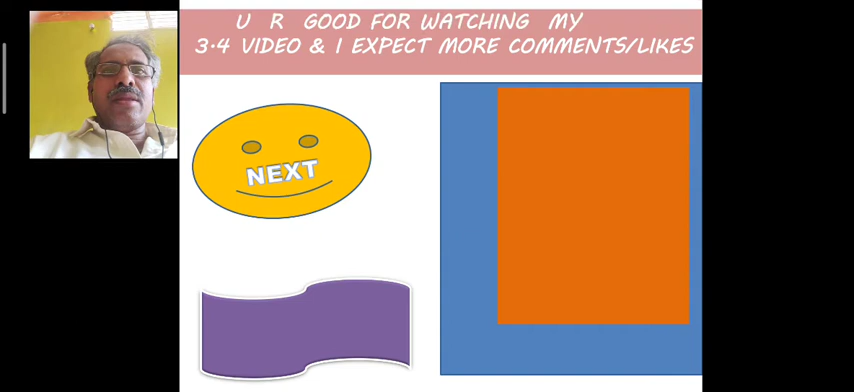 U R GOOD FOR WATCHING MY
3.4 VIDEO & I EXPECT MORE COMMENTS/LIKES
NEXT